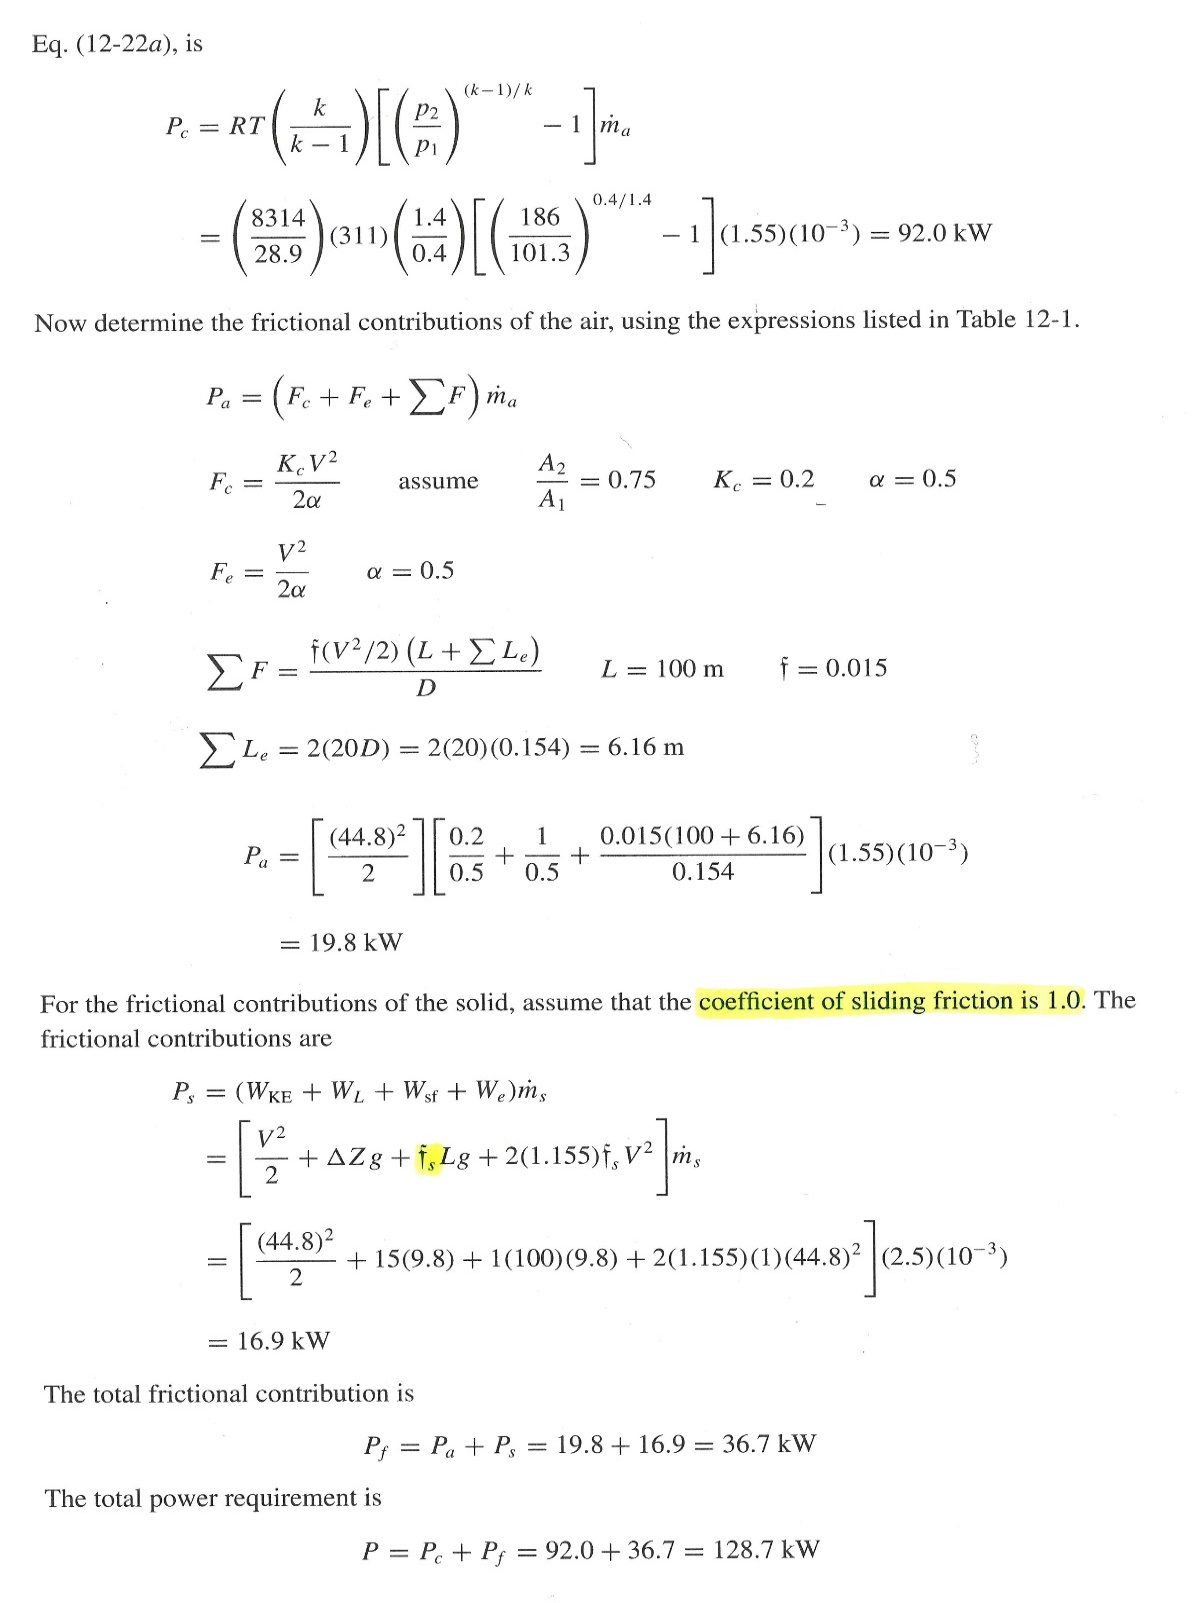 Eq. (12-22a), is
P_c = RT (k / (k − 1)) [(p_2 / p_1)^{(k−1)/k} − 1] ṁ_a
= (8314 / 28.9) (311) (1.4 / 0.4) [(186 / 101.3)^{0.4/1.4} − 1] (1.55)(10^{−3}) = 92.0 kW
Now determine the frictional contributions of the air, using the expressions listed in Table 12-1.
P_a = (F_c + F_e + ∑F) ṁ_a
F_c = K_c V² / 2α assume A_2 / A_1 = 0.75 K_c = 0.2 α = 0.5
F_e = V² / 2α α = 0.5
∑F = f(V²/2) (L + ∑L_e) / D L = 100 m f = 0.015
∑L_e = 2(20D) = 2(20)(0.154) = 6.16 m
P_a = [(44.8)² / 2] [0.2 / 0.5 + 1 / 0.5 + 0.015(100 + 6.16) / 0.154] (1.55)(10^{−3})
= 19.8 kW
For the frictional contributions of the solid, assume that the coefficient of sliding friction is 1.0. The
frictional contributions are
P_s = (W_KE + W_L + W_sf + W_e)ṁ_s
= [V² / 2 + ΔZg + f_s Lg + 2(1.155)f_s V²] ṁ_s
= [(44.8)² / 2 + 15(9.8) + 1(100)(9.8) + 2(1.155)(1)(44.8)²] (2.5)(10^{−3})
= 16.9 kW
The total frictional contribution is
P_f = P_a + P_s = 19.8 + 16.9 = 36.7 kW
The total power requirement is
P = P_c + P_f = 92.0 + 36.7 = 128.7 kW